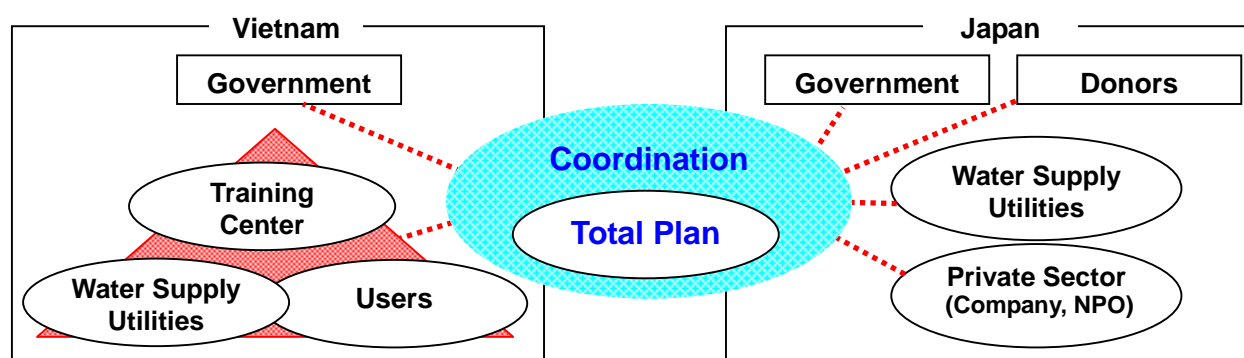 Vietnam
Government
Training
Center
Water Supply
Utilities
Users
Coordination
Total Plan
Japan
Government
Donors
Water Supply
Utilities
Private Sector
(Company, NPO)